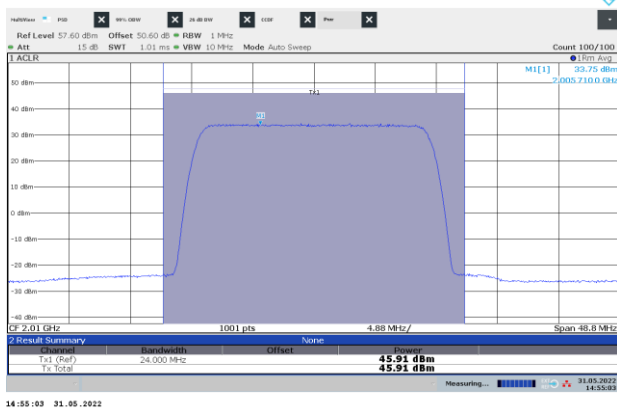 MultiView PSD X 99% OBW X 26 dB BW X CCDF X Pow X
Ref Level 57.60 dBm Offset 50.60 dB RBW 1 MHz
Att 15 dB SWT 1.01 ms VBW 10 MHz Mode Auto Sweep Count 100/100
1 ACLR 1Rm Avg
M1[1] 33.75 dBm
2.005 710 0 GHz
50 dBm
Tx1
40 dBm
M1
30 dBm
20 dBm
10 dBm
0 dBm
-10 dBm
-20 dBm
-30 dBm
-40 dBm
CF 2.01 GHz 1001 pts 4.88 MHz/ Span 48.8 MHz
2 Result Summary None
Channel Bandwidth Offset Power
Tx1 (Ref) 24.000 MHz 45.91 dBm
Tx Total 45.91 dBm
Measuring... 31.05.2022
14:55:03
14:55:03 31.05.2022